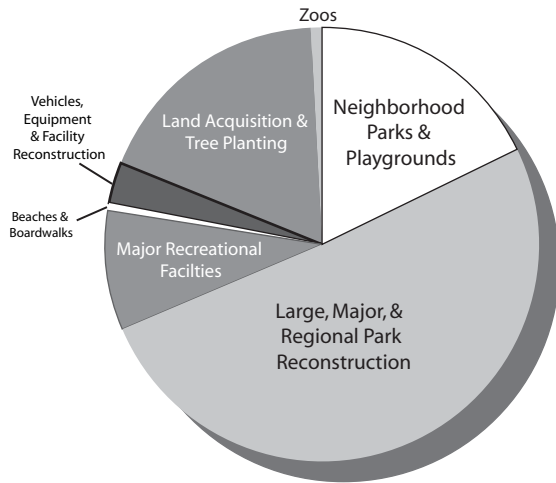 Zoos
Neighborhood
Parks &
Playgrounds
Vehicles,
Equipment
& Facility
Reconstruction
Land Acquisition &
Tree Planting
Beaches &
Boardwalks
Major Recreational
Facilties
Large, Major, &
Regional Park
Reconstruction